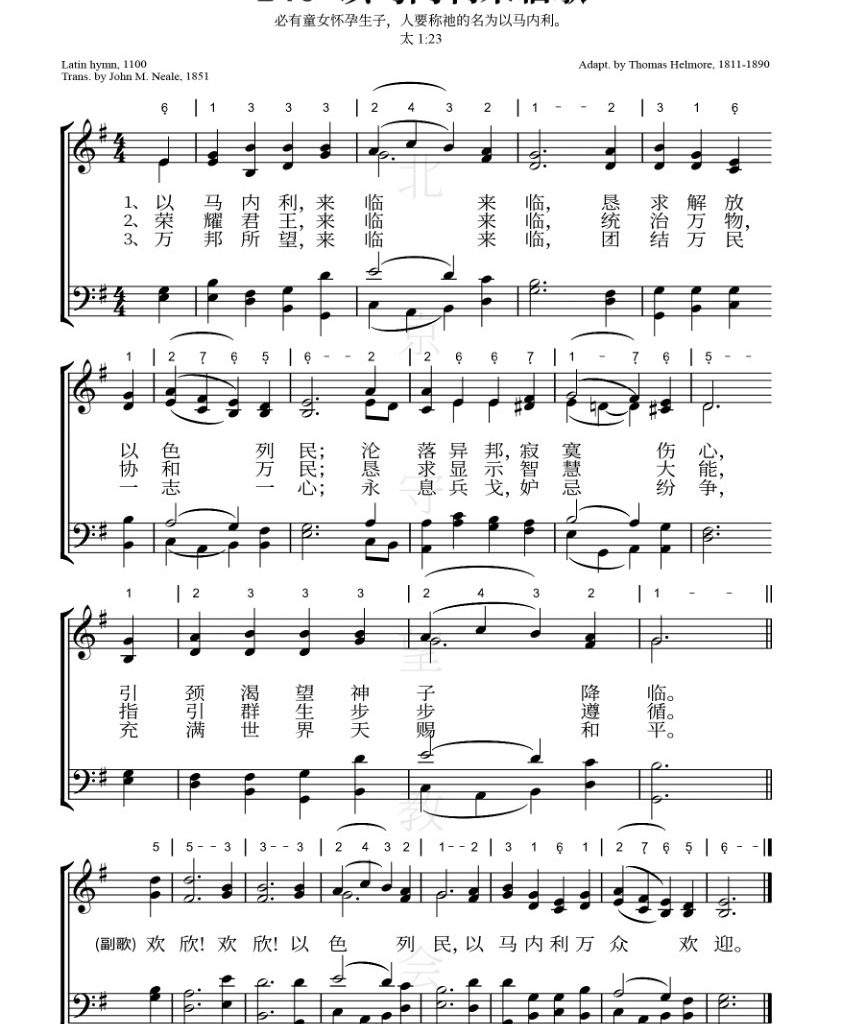 必有童女怀孕生子，人要称祂的名为以马内利。
太 1:23
Latin hymn, 1100
Trans. by John M. Neale, 1851
Adapt. by Thomas Helmore, 1811-1890
6 | 1 3 3 3 | 2 4 3 2 | 1 - - 2 | 3 1 6
1、以 马 内 利，来 临 来 临，恳 求 解 放
2、荣 耀 君 王，来 临 来 临，统 治 万 物，
3、万 邦 所 望，来 临 来 临，团 结 万 民
1 | 2 7 6 5 | 6 - - 2 | 2 6 6 7 | 1 - 7 6 | 5 - -
以 色 列 民；沦 落 异 邦，寂 寞 伤 心，
协 和 万 民；恳 求 显 示 智 慧 大 能，
一 志 一 心；永 息 兵 戈，妒 忌 纷 争，
1 | 2 3 3 3 | 2 4 3 2 | 1 - -
引 颈 渴 望 神 子 降 临。
指 引 群 生 步 步 遵 循。
充 满 世 界 天 赐 和 平。
5 | 5 - - 3 | 3 - - 3 | 2 4 3 2 | 1 - - 2 | 3 1 6 1 | 2 7 6 5 | 6 - -
(副歌) 欢 欣！欢 欣！以 色 列 民，以 马 内 利 万 众 欢 迎。
北京守望教会